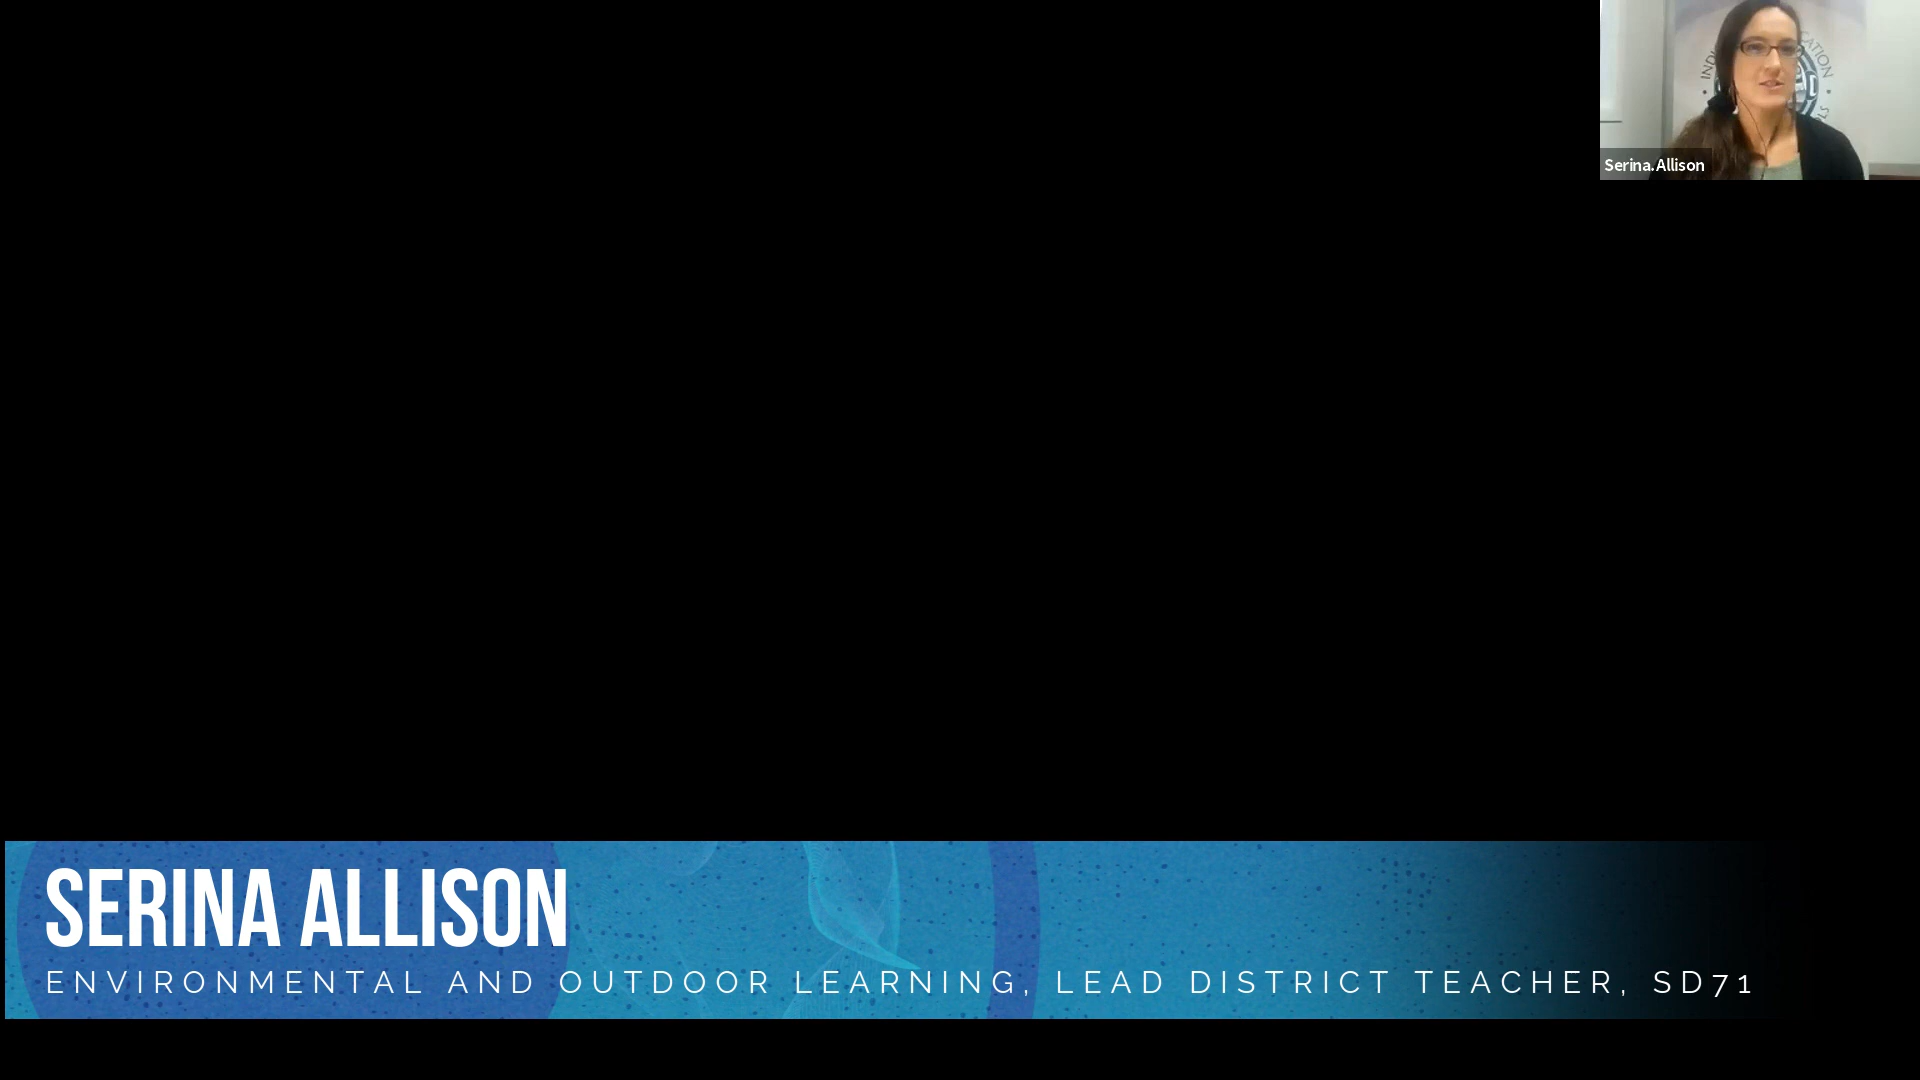 Serina.Allison
SERINA ALLISON
ENVIRONMENTAL AND OUTDOOR LEARNING, LEAD DISTRICT TEACHER, SD71